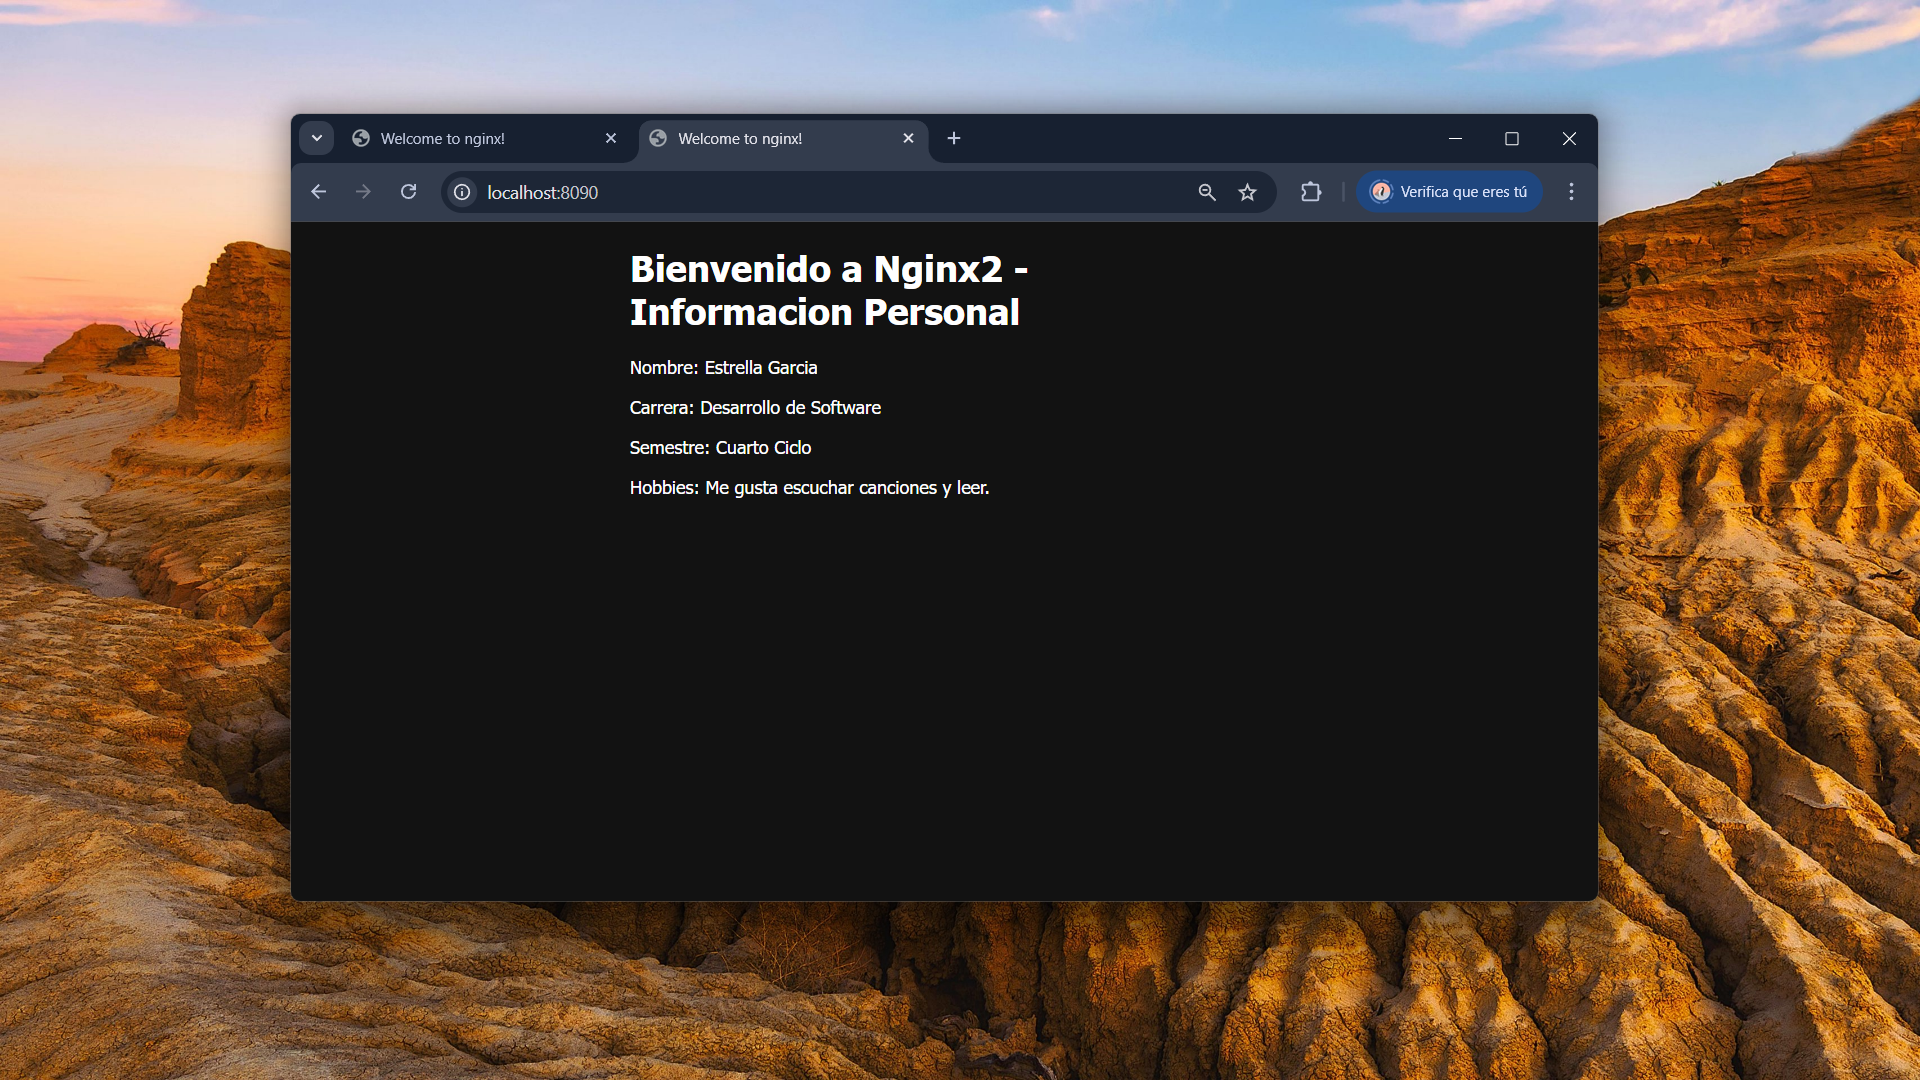 Welcome to nginx!
Welcome to nginx!
localhost:8090
Verifica que eres tú
Bienvenido a Nginx2 -
Informacion Personal
Nombre: Estrella Garcia
Carrera: Desarrollo de Software
Semestre: Cuarto Ciclo
Hobbies: Me gusta escuchar canciones y leer.